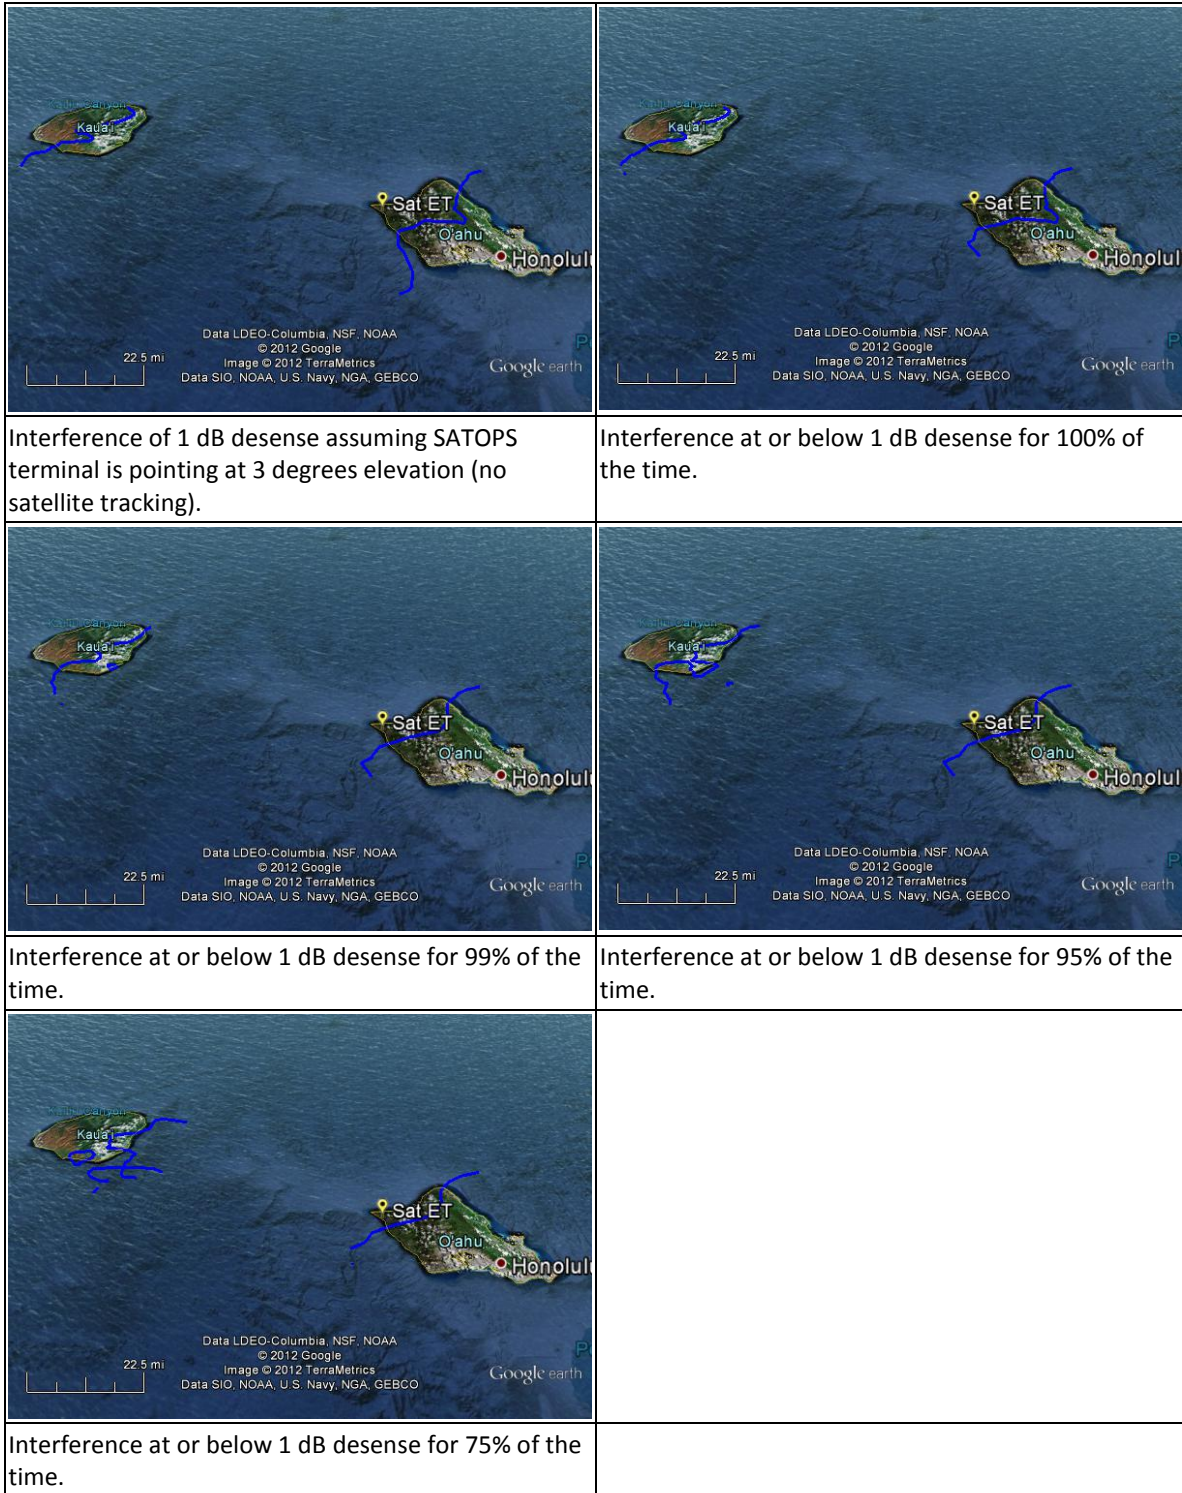 Kaua'i
Sat ET
O'ahu
Honolul
Data LDEO-Columbia, NSF, NOAA
© 2012 Google
Image © 2012 TerraMetrics
Data SIO, NOAA, U.S. Navy, NGA, GEBCO
22.5 mi
Google earth
Kaua'i
Sat ET
O'ahu
Honolul
Data LDEO-Columbia, NSF, NOAA
© 2012 Google
Image © 2012 TerraMetrics
Data SIO, NOAA, U.S. Navy, NGA, GEBCO
22.5 mi
Google earth
Interference of 1 dB desense assuming SATOPS
terminal is pointing at 3 degrees elevation (no
satellite tracking).
Interference at or below 1 dB desense for 100% of
the time.
Kaua'i
Sat ET
O'ahu
Honolul
Data LDEO-Columbia, NSF, NOAA
© 2012 Google
Image © 2012 TerraMetrics
Data SIO, NOAA, U.S. Navy, NGA, GEBCO
22.5 mi
Google earth
Kaua'i
Sat ET
O'ahu
Honolul
Data LDEO-Columbia, NSF, NOAA
© 2012 Google
Image © 2012 TerraMetrics
Data SIO, NOAA, U.S. Navy, NGA, GEBCO
22.5 mi
Google earth
Interference at or below 1 dB desense for 99% of the
time.
Interference at or below 1 dB desense for 95% of the
time.
Kaua'i
Sat ET
O'ahu
Honolul
Data LDEO-Columbia, NSF, NOAA
© 2012 Google
Image © 2012 TerraMetrics
Data SIO, NOAA, U.S. Navy, NGA, GEBCO
22.5 mi
Google earth
Interference at or below 1 dB desense for 75% of the
time.